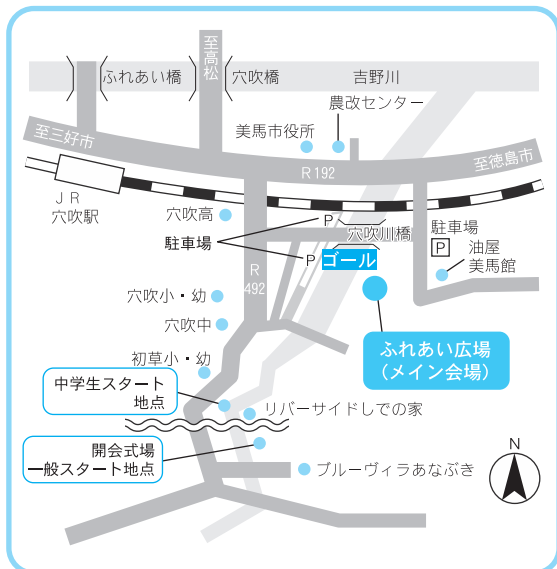 至高松
ふれあい橋
穴吹橋
吉野川
農改センター
美馬市役所
至三好市
R192
至徳島市
JR
穴吹駅
穴吹高
駐車場
P
P
穴吹川橋
ゴール
駐車場
P
油屋
美馬館
R
492
穴吹小・幼
穴吹中
ふれあい広場
（メイン会場）
初草小・幼
中学生スタート
地点
リバーサイドしでの家
開会式場
一般スタート地点
ブルーヴィラあなぶき
N